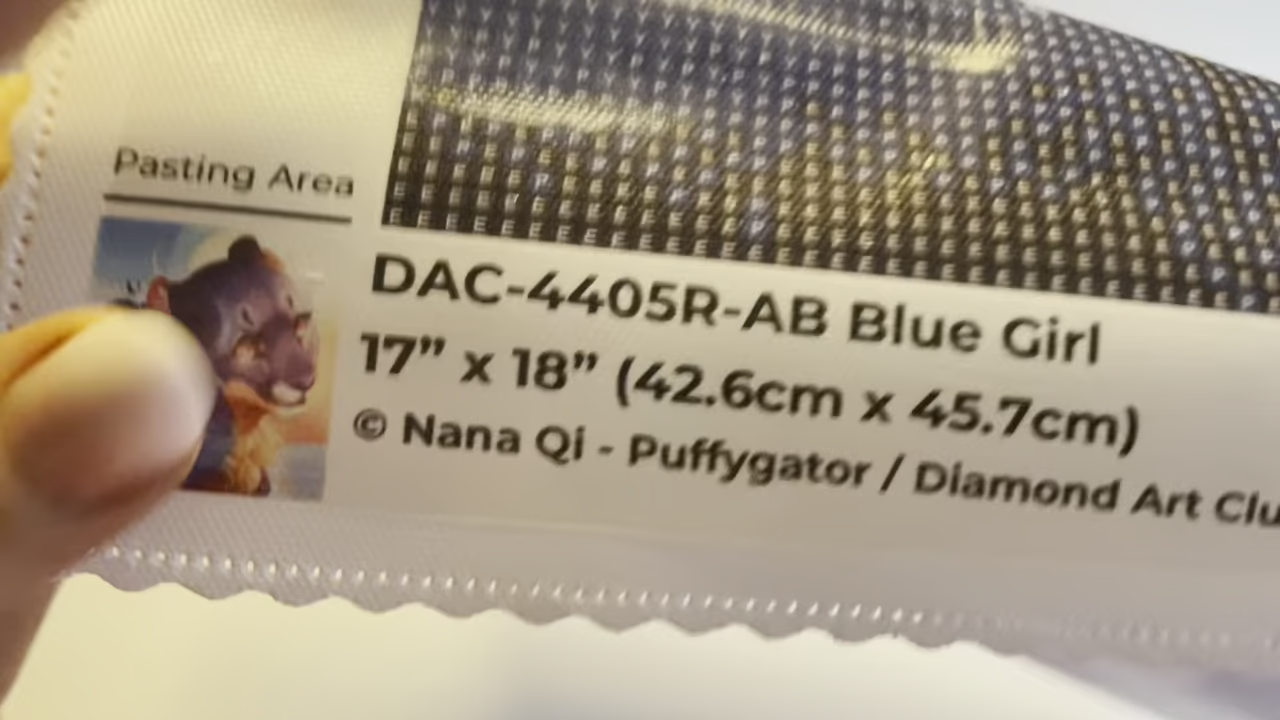 Pasting Area
DAC-4405R-AB Blue Girl
17” x 18” (42.6cm x 45.7cm)
© Nana Qi - Puffygator / Diamond Art Clu